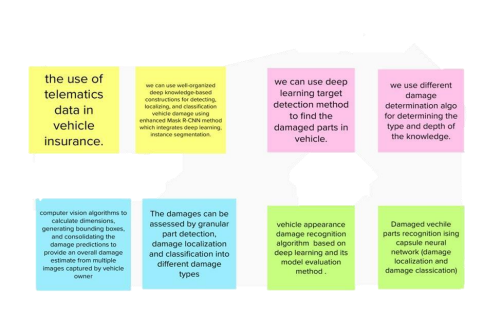 the use of
telematics
data in
vehicle
insurance.
we can use well-organized
deep knowledge-based
constructions for detecting,
localizing, and classification
vehicle damage using
enhanced Mask R-CNN method
which integrates deep learning,
instance segmentation.
we can use deep
learning target
detection method
to find the
damaged parts in
vehicle.
we use different
damage
determination algo
for determining the
type and depth of
the knowledge.
computer vision algorithms to
calculate dimensions,
generating bounding boxes,
and consolidating the
damage predictions to
provide an overall damage
estimate from multiple
images captured by vehicle
owner
The damages can be
assessed by granular
part detection,
damage localization
and classification into
different damage
types
vehicle appearance
damage recognition
algorithm based on
deep learning and its
model evaluation
method .
Damaged vechile
parts recognition ising
capsule neural
network (damage
localization and
damage classication)